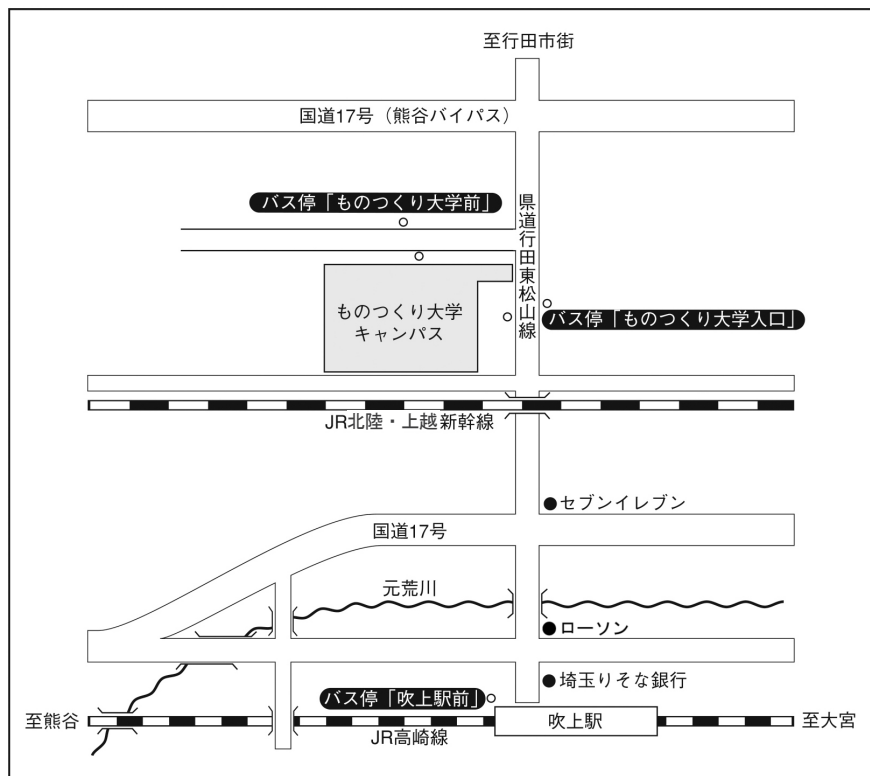 至行田市街
国道17号（熊谷バイパス）
バス停「ものつくり大学前」
県道行田東松山線
ものつくり大学
キャンパス
バス停「ものつくり大学入口」
JR北陸・上越新幹線
セブンイレブン
国道17号
元荒川
ローソン
埼玉りそな銀行
バス停「吹上駅前」
至熊谷
吹上駅
至大宮
JR高崎線